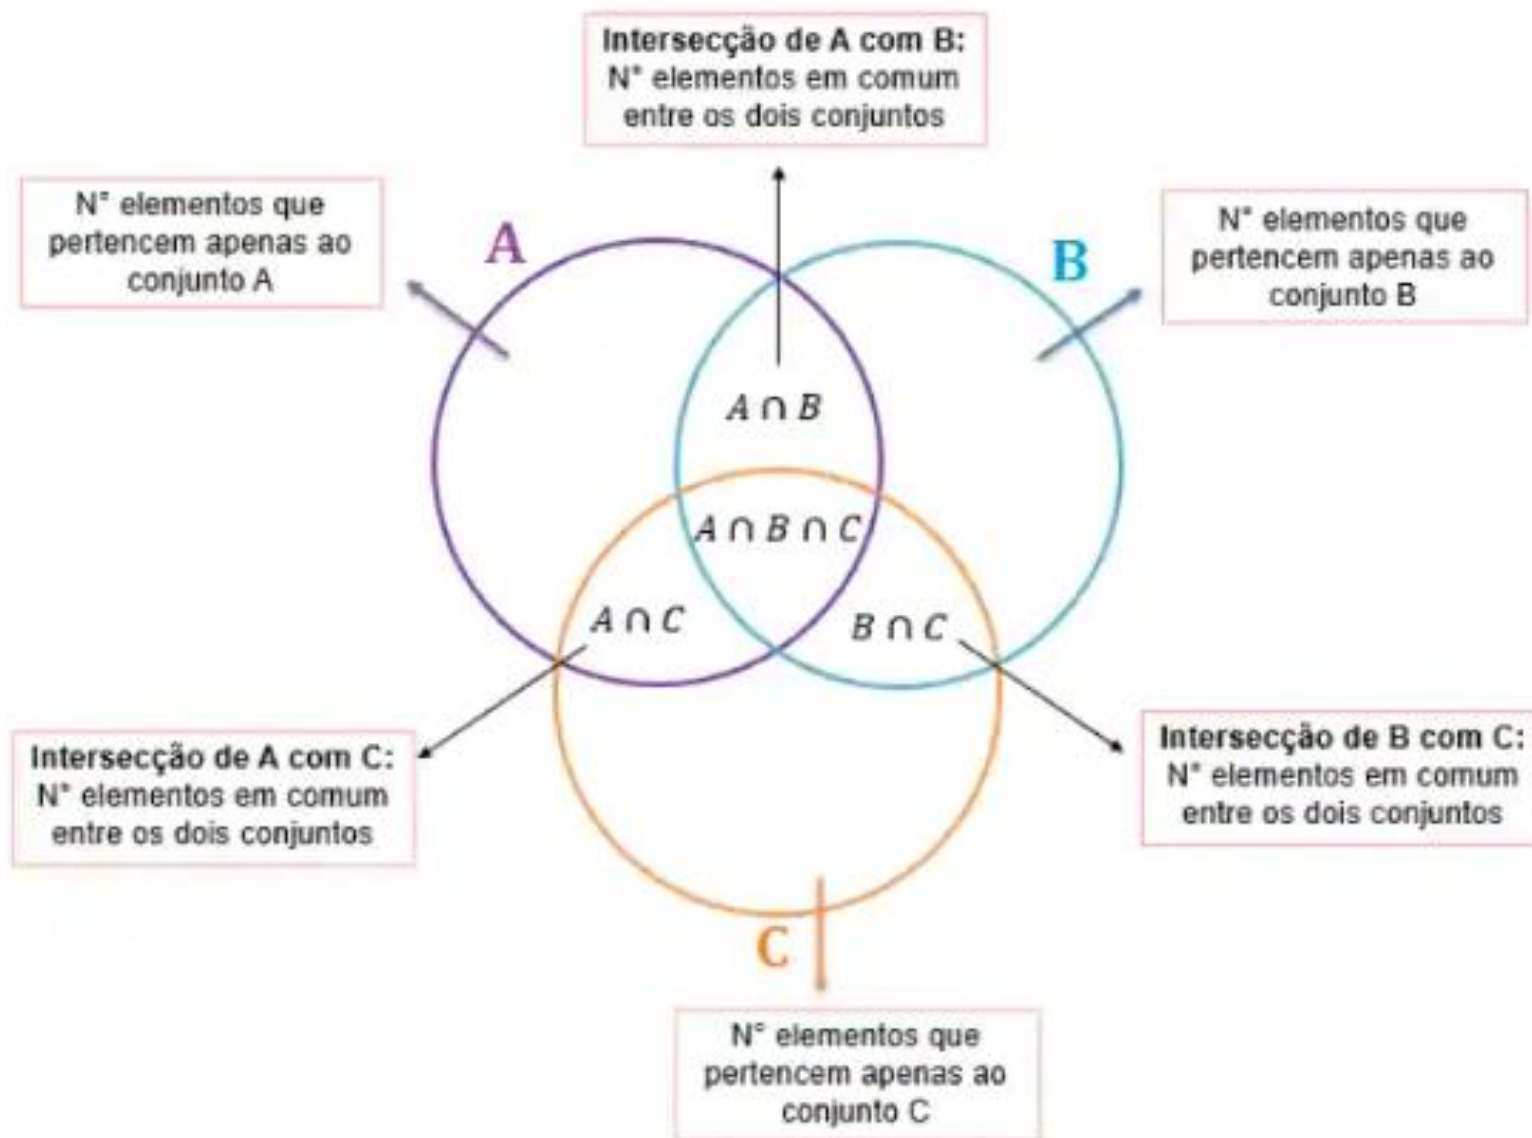 Intersecção de A com B:
N° elementos em comum
entre os dois conjuntos
N° elementos que
pertencem apenas ao
conjunto A
A
B
N° elementos que
pertencem apenas ao
conjunto B
A ∩ B
A ∩ B ∩ C
A ∩ C
B ∩ C
Intersecção de A com C:
N° elementos em comum
entre os dois conjuntos
Intersecção de B com C:
N° elementos em comum
entre os dois conjuntos
C
N° elementos que
pertencem apenas ao
conjunto C